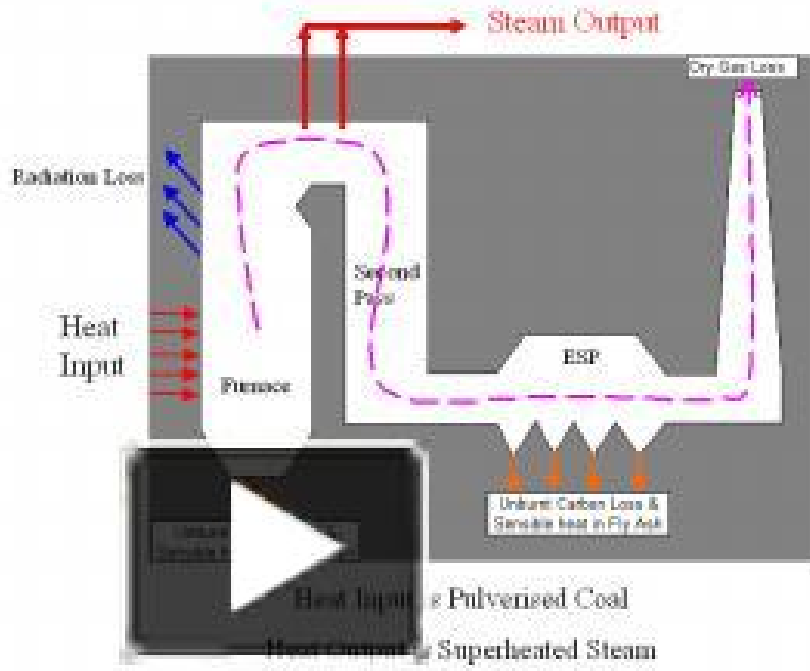 Steam Output
Dry Gas Loss
Radiation Loss
Second
Pass
Heat
Input
ESP
Furnace
Unburnt Carbon Loss &
Sensible heat in Fly Ash
Heat Input s Pulverised Coal
Heat Output s Superheated Steam